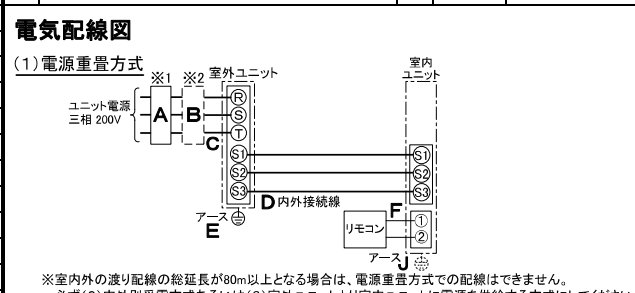 電気配線図
(1)電源重畳方式
※1 ※2 室外ユニット
室内
ユニット
ユニット電源
三相 200V
A
B
C
R
S
T
S1
S2
S3
S1
S2
S3
D 内外接続線
アース
E
リモコン
F
①
②
アース
J
※室内外の渡り配線の総延長が80m以上となる場合は、電源重畳方式での配線はできません。